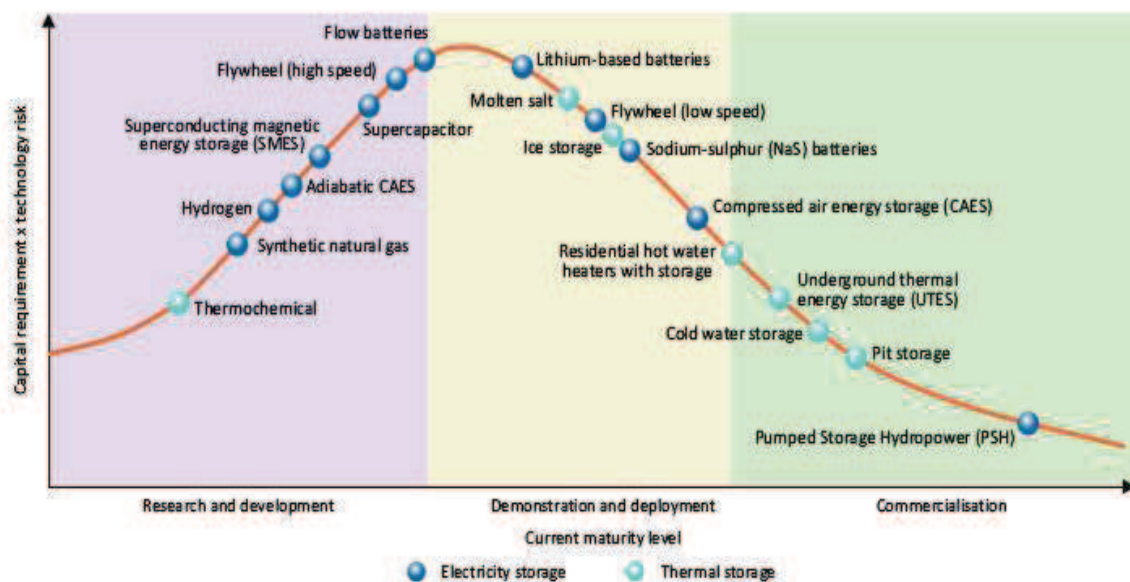 Flow batteries
Lithium-based batteries
Flywheel (high speed)
Molten salt
Flywheel (low speed)
Supercapacitor
Superconducting magnetic
energy storage (SMES)
Ice storage
Sodium-sulphur (NaS) batteries
Adiabatic CAES
Hydrogen
Compressed air energy storage (CAES)
Synthetic natural gas
Residential hot water
heaters with storage
Underground thermal
energy storage (UTES)
Thermochemical
Cold water storage
Pit storage
Pumped Storage Hydropower (PSH)
Capital requirement x technology risk
Research and development
Demonstration and deployment
Commercialisation
Current maturity level
Electricity storage
Thermal storage